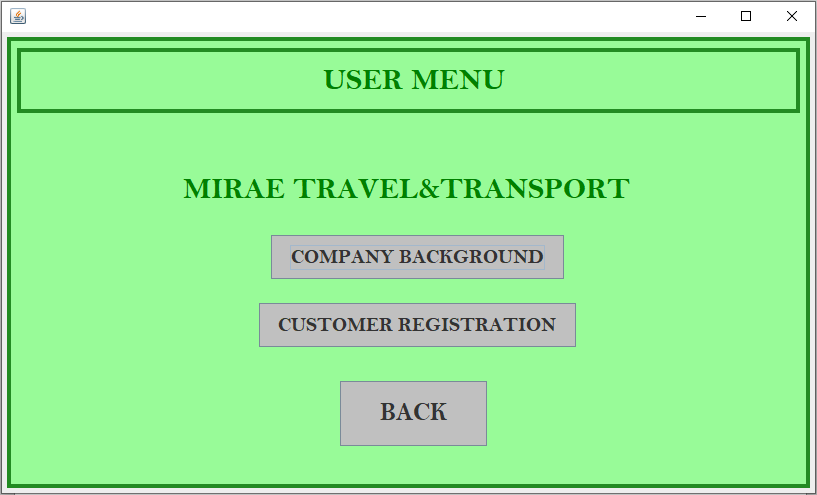 USER MENU
MIRAE TRAVEL&TRANSPORT
COMPANY BACKGROUND
CUSTOMER REGISTRATION
BACK